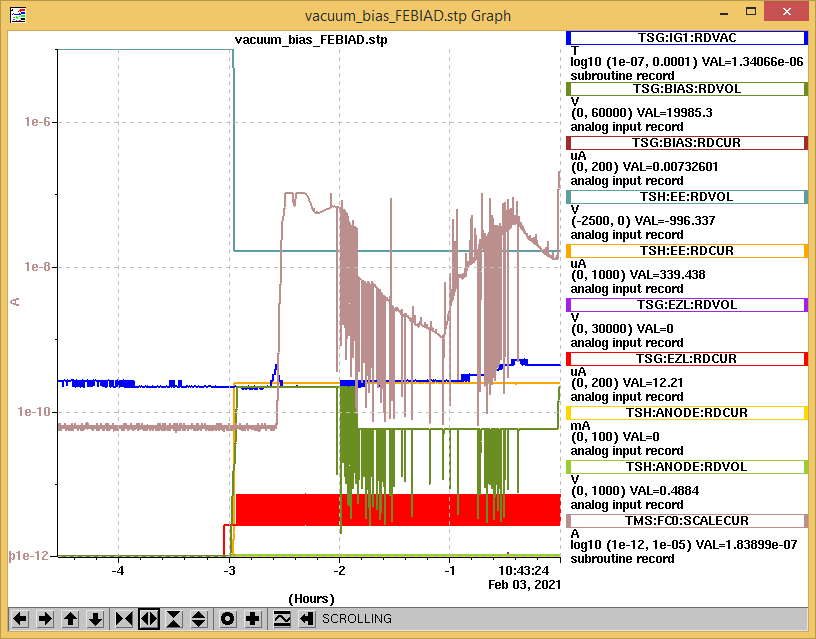 vacuum_bias_FEBIAD.stp Graph
vacuum_bias_FEBIAD.stp
1e-6
1e-8
A
1e-10
1e-12
-4
-3
-2
-1
10:43:24
Feb 03, 2021
(Hours)
TSG:IG1:RDVAC
T
log10 (1e-07, 0.0001) VAL=1.34066e-06
subroutine record
TSG:BIAS:RDVOL
V
(0, 60000) VAL=19985.3
analog input record
TSG:BIAS:RDCUR
uA
(0, 200) VAL=0.00732601
analog input record
TSH:EE:RDVOL
V
(-2500, 0) VAL=-996.337
analog input record
TSH:EE:RDCUR
uA
(0, 1000) VAL=339.438
analog input record
TSG:EZL:RDVOL
V
(0, 30000) VAL=0
analog input record
TSG:EZL:RDCUR
uA
(0, 200) VAL=12.21
analog input record
TSH:ANODE:RDCUR
mA
(0, 100) VAL=0
analog input record
TSH:ANODE:RDVOL
V
(0, 1000) VAL=0.4884
analog input record
TMS:FC0:SCALECUR
A
log10 (1e-12, 1e-05) VAL=1.83899e-07
subroutine record
SCROLLING